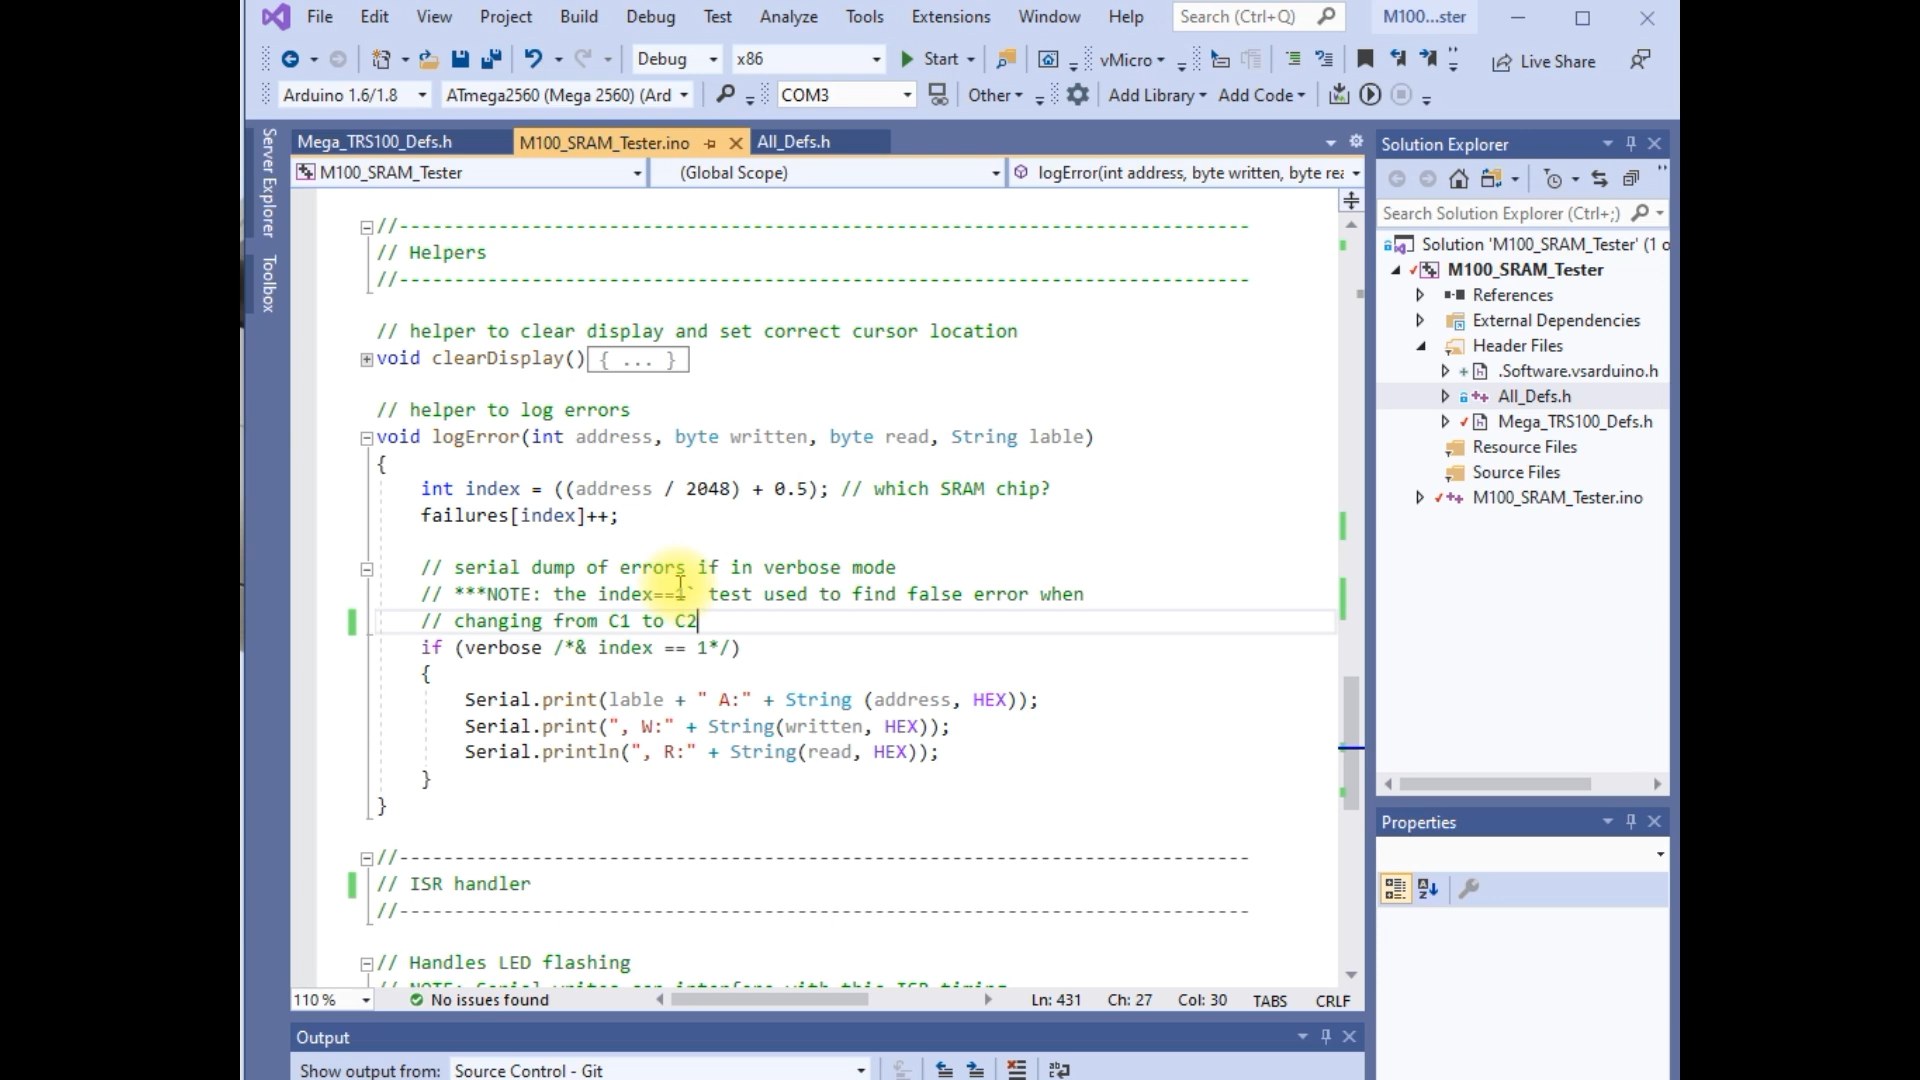 File Edit View Project Build Debug Test Analyze Tools Extensions Window Help Search (Ctrl+Q) M100...ster
Debug x86 Start vMicro Live Share
Arduino 1.6/1.8 ATmega2560 (Mega 2560) (Ard COM3 Other Add Library Add Code
Server Explorer
Toolbox
Mega_TRS100_Defs.h M100_SRAM_Tester.ino All_Defs.h
M100_SRAM_Tester (Global Scope) logError(int address, byte written, byte rea
//-----------------------------------------------------------------------------
// Helpers
//-----------------------------------------------------------------------------
// helper to clear display and set correct cursor location
void clearDisplay(){ ... }
// helper to log errors
void logError(int address, byte written, byte read, String lable)
{
int index = ((address / 2048) + 0.5); // which SRAM chip?
failures[index]++;
// serial dump of errors if in verbose mode
// ***NOTE: the index==1` test used to find false error when
// changing from C1 to C2
if (verbose /*& index == 1*/)
{
Serial.print(lable + " A:" + String (address, HEX));
Serial.print(", W:" + String(written, HEX));
Serial.println(", R:" + String(read, HEX));
}
}
//-----------------------------------------------------------------------------
// ISR handler
//-----------------------------------------------------------------------------
// Handles LED flashing
// NOTE: Serial writes can interfere with this ISR timing
110 % No issues found Ln: 431 Ch: 27 Col: 30 TABS CRLF
Output
Show output from: Source Control - Git
Solution Explorer
Search Solution Explorer (Ctrl+;)
Solution 'M100_SRAM_Tester' (1 o
M100_SRAM_Tester
References
External Dependencies
Header Files
.Software.vsarduino.h
All_Defs.h
Mega_TRS100_Defs.h
Resource Files
Source Files
M100_SRAM_Tester.ino
Properties